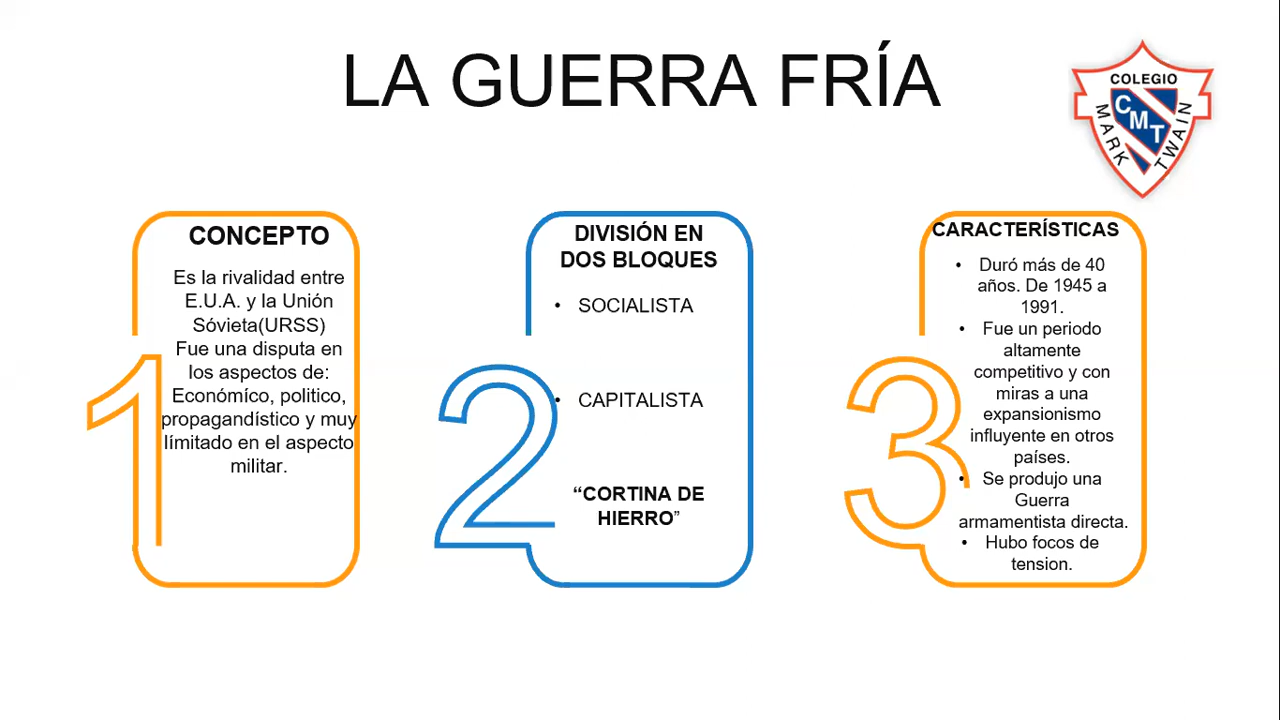 LA GUERRA FRÍA
COLEGIO
MARK
TWAIN
CMT
1
CONCEPTO
Es la rivalidad entre
E.U.A. y la Unión
Sóvieta(URSS)
Fue una disputa en
los aspectos de:
Económíco, politico,
propagandístico y muy
límitado en el aspecto
militar.
2
DIVISIÓN EN
DOS BLOQUES
• SOCIALISTA
• CAPITALISTA
“CORTINA DE
HIERRO”
3
CARACTERÍSTICAS
• Duró más de 40
años. De 1945 a
1991.
• Fue un periodo
altamente
competitivo y con
miras a una
expansionismo
influyente en otros
países.
• Se produjo una
Guerra
armamentista directa.
• Hubo focos de
tension.